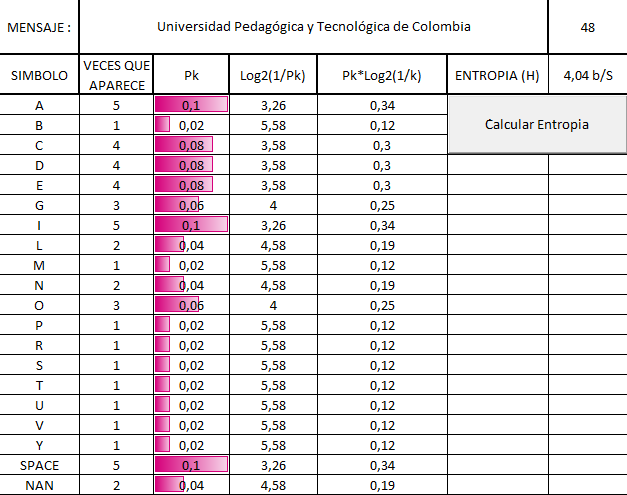 MENSAJE : Universidad Pedagógica y Tecnológica de Colombia 48
SIMBOLO VECES QUE APARECE Pk Log2(1/Pk) Pk*Log2(1/k) ENTROPIA (H) 4,04 b/S
A 5 0,1 3,26 0,34
Calcular Entropia
B 1 0,02 5,58 0,12
C 4 0,08 3,58 0,3
D 4 0,08 3,58 0,3
E 4 0,08 3,58 0,3
G 3 0,06 4 0,25
I 5 0,1 3,26 0,34
L 2 0,04 4,58 0,19
M 1 0,02 5,58 0,12
N 2 0,04 4,58 0,19
O 3 0,06 4 0,25
P 1 0,02 5,58 0,12
R 1 0,02 5,58 0,12
S 1 0,02 5,58 0,12
T 1 0,02 5,58 0,12
U 1 0,02 5,58 0,12
V 1 0,02 5,58 0,12
Y 1 0,02 5,58 0,12
SPACE 5 0,1 3,26 0,34
NAN 2 0,04 4,58 0,19